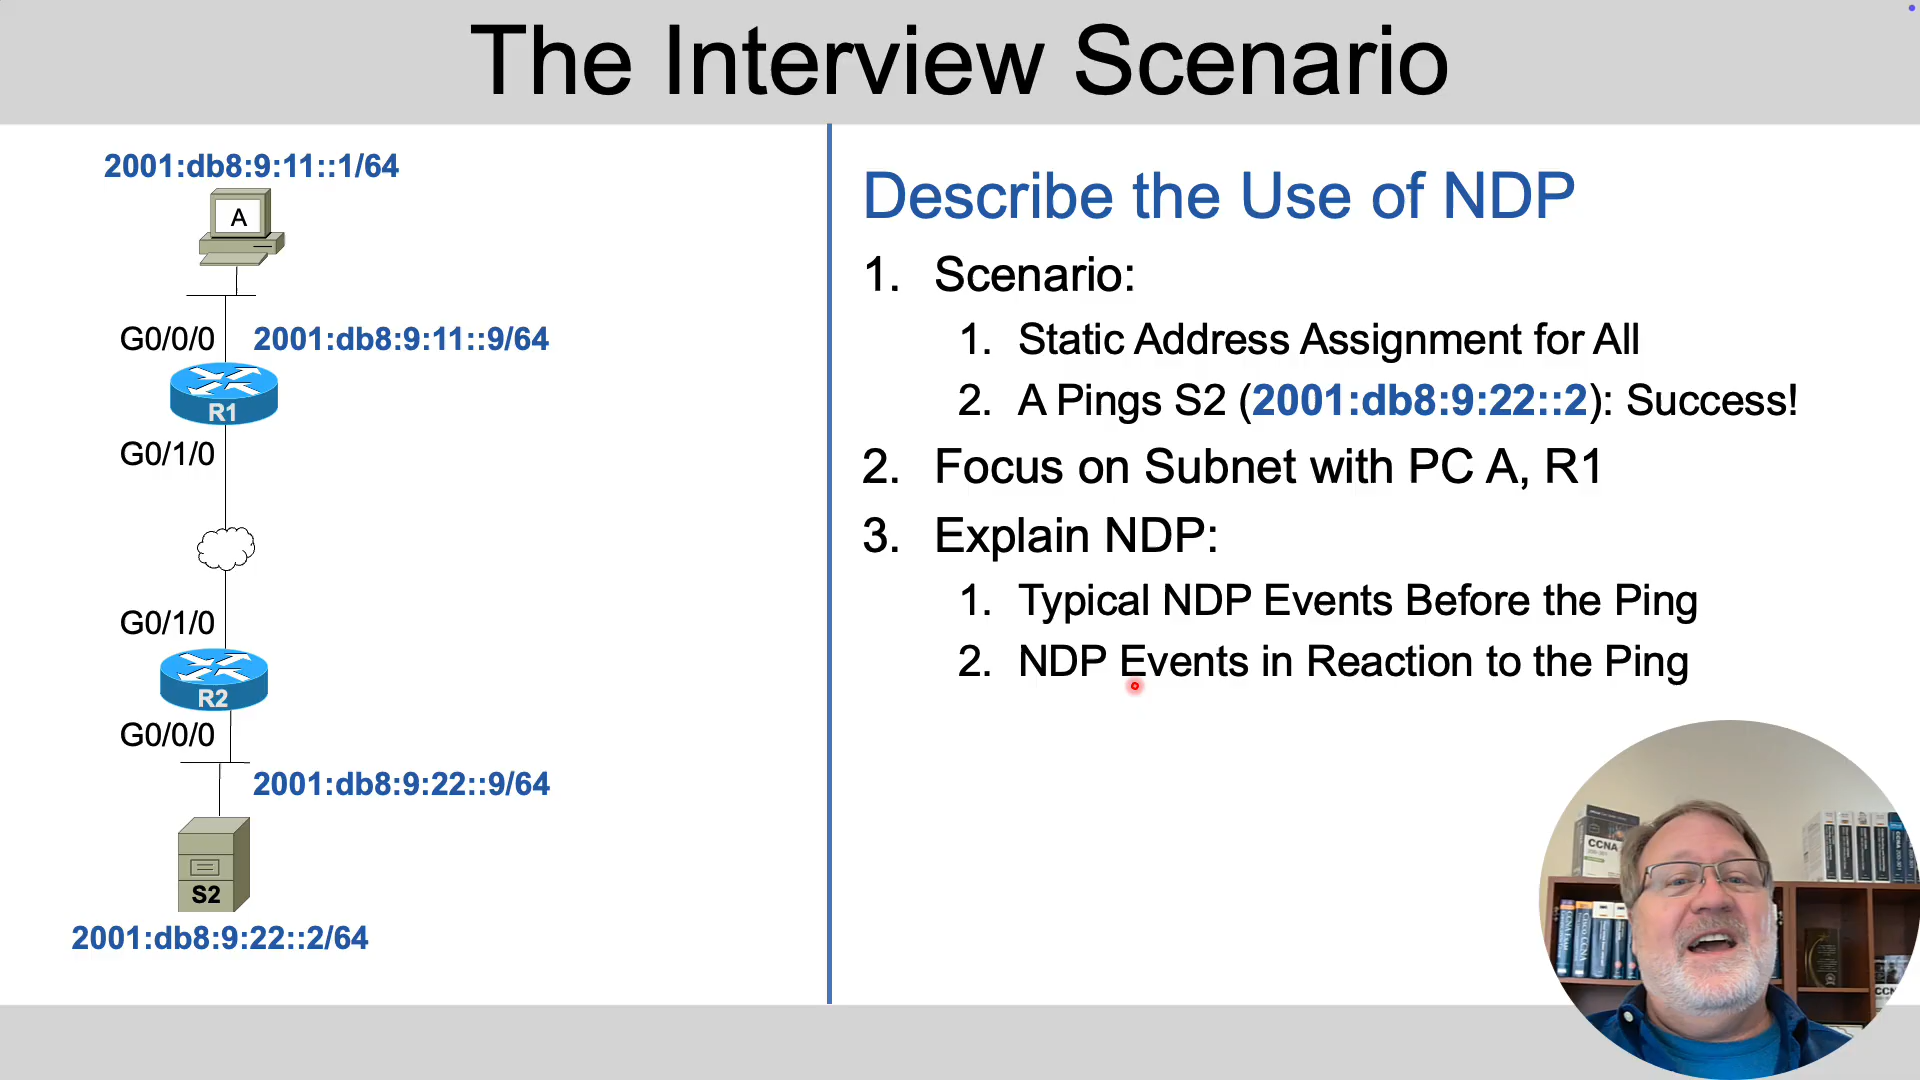 The Interview Scenario
2001:db8:9:11::1/64
A
G0/0/0 2001:db8:9:11::9/64
R1
G0/1/0
G0/1/0
R2
G0/0/0
2001:db8:9:22::9/64
S2
2001:db8:9:22::2/64
Describe the Use of NDP
1. Scenario:
1. Static Address Assignment for All
2. A Pings S2 (2001:db8:9:22::2): Success!
2. Focus on Subnet with PC A, R1
3. Explain NDP:
1. Typical NDP Events Before the Ping
2. NDP Events in Reaction to the Ping
CCNA